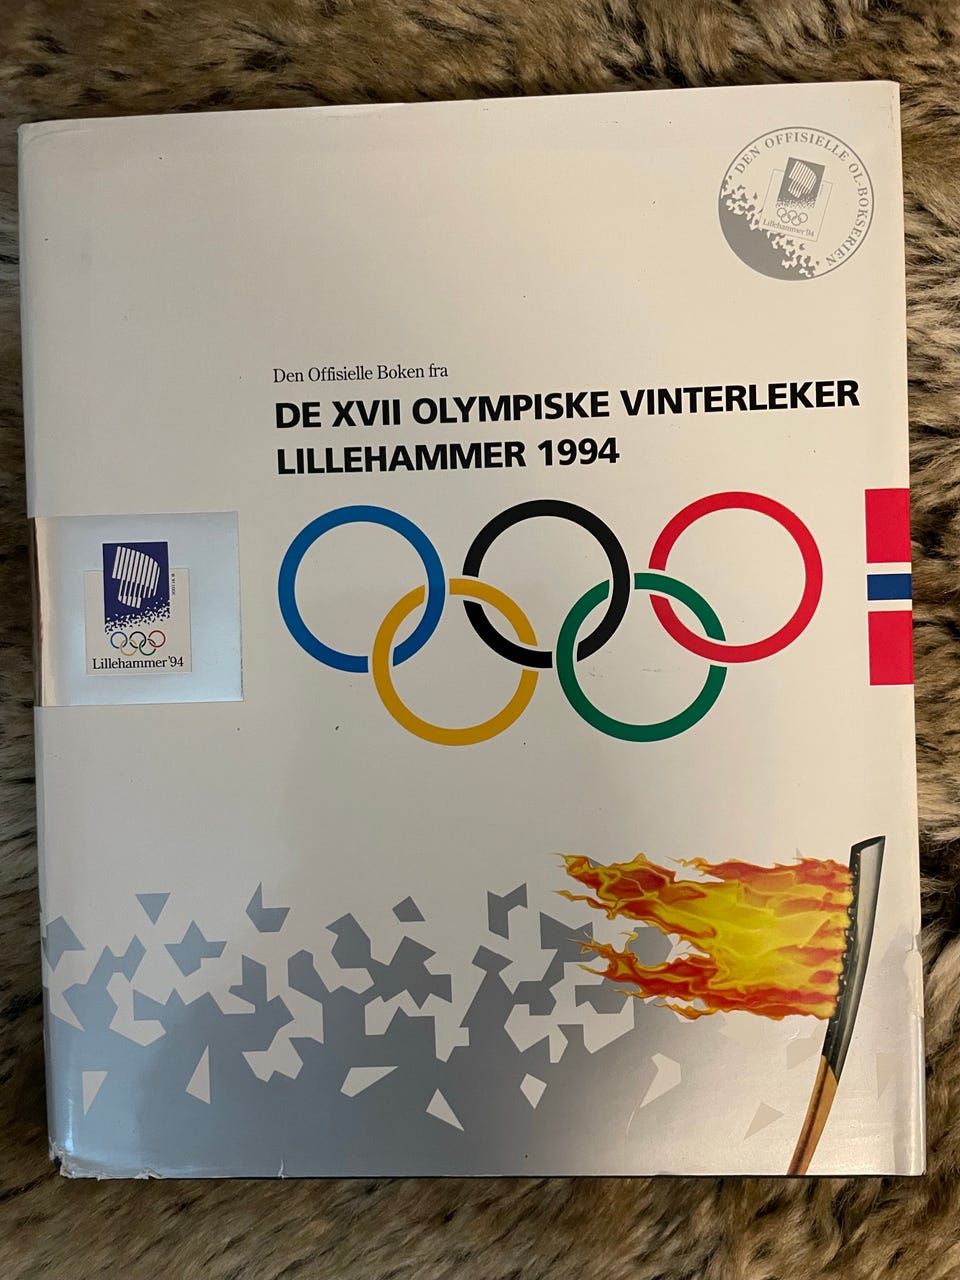 DEN OFFISIELLE OL-BOKSERIEN
Lillehammer'94
Den Offisielle Boken fra
DE XVII OLYMPISKE VINTERLEKER
LILLEHAMMER 1994
Lillehammer'94